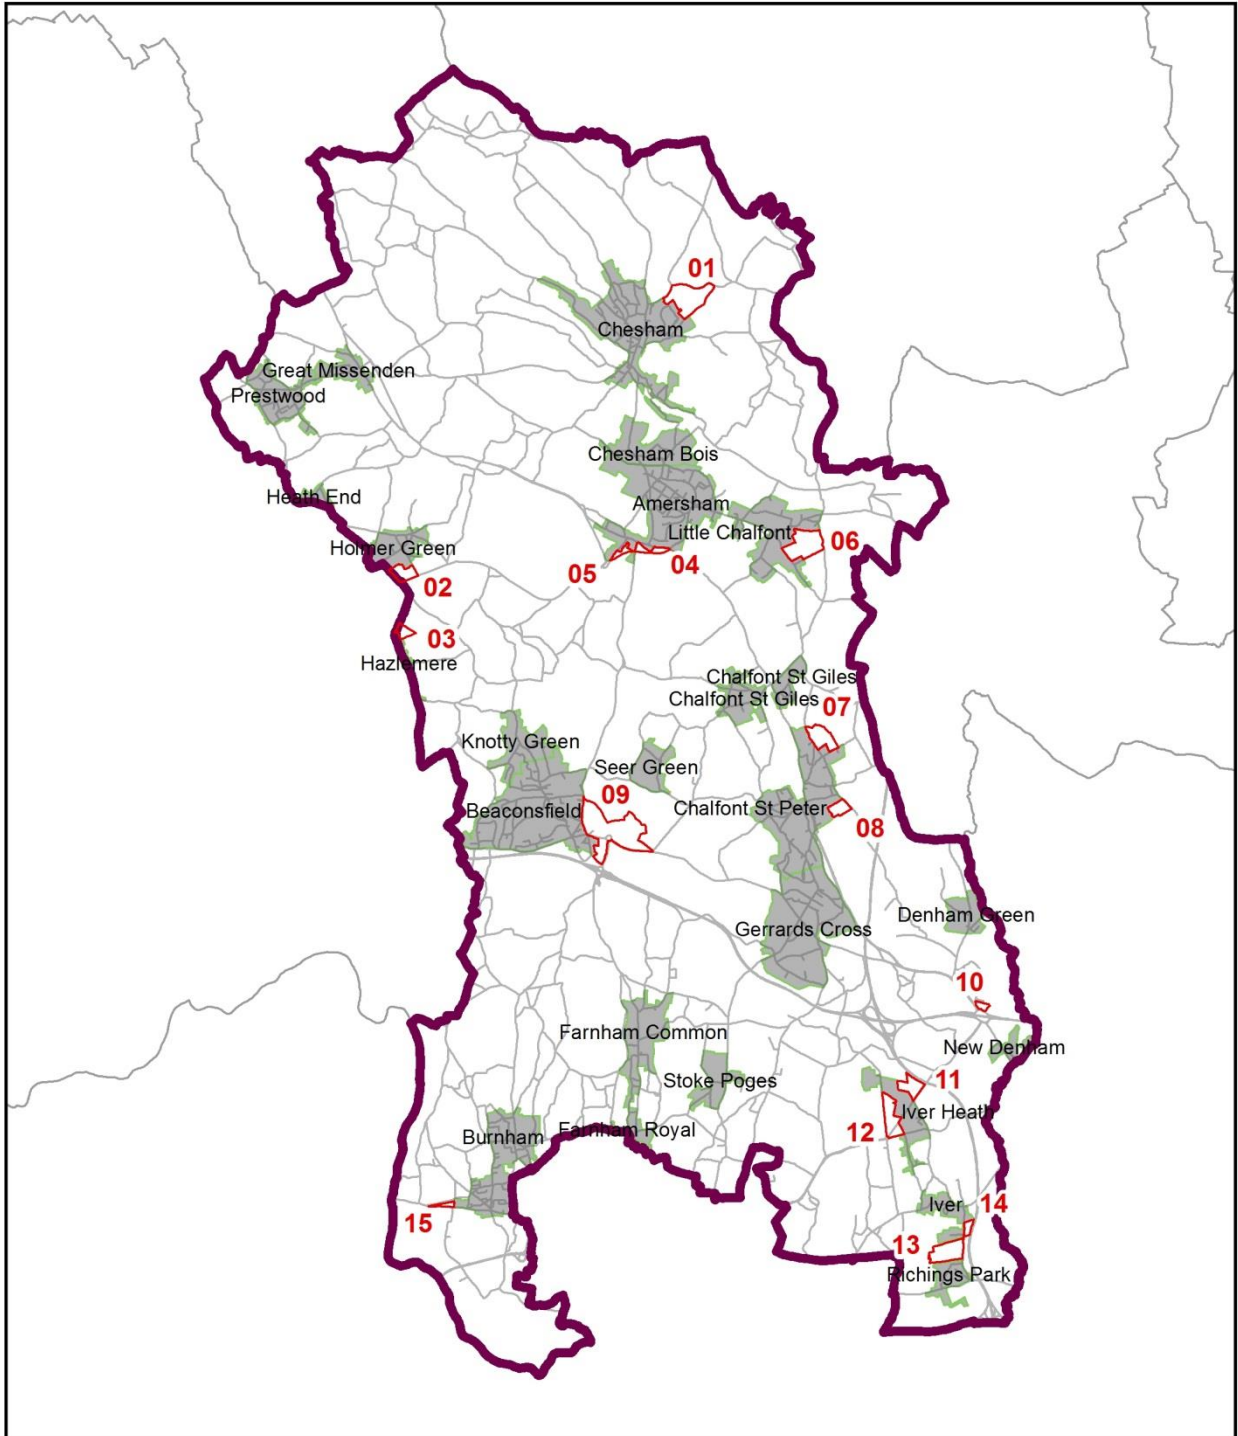 01
Chesham
Great Missenden
Prestwood
Chesham Bois
Heath End
Amersham
Little Chalfont
06
Holmer Green
04
05
02
03
Hazlemere
Chalfont St Giles
Chalfont St Giles
07
Knotty Green
Seer Green
09
Beaconsfield
Chalfont St Peter
08
Denham Green
Gerrards Cross
10
Farnham Common
New Denham
Stoke Poges
11
Iver Heath
12
Farnham Royal
Burnham
Iver
14
15
13
Richings Park